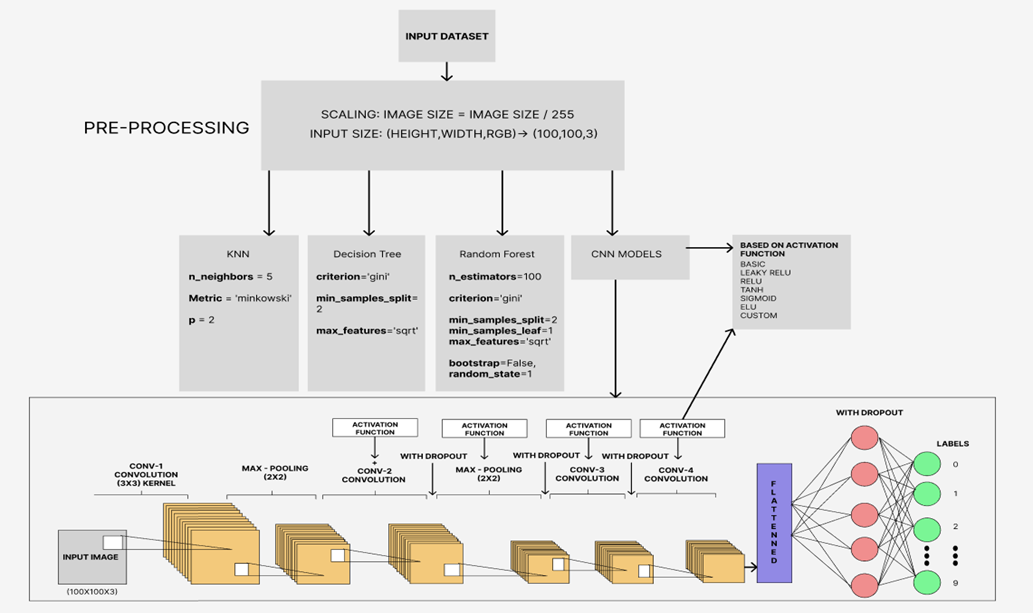 INPUT DATASET
PRE-PROCESSING
SCALING: IMAGE SIZE = IMAGE SIZE / 255
INPUT SIZE: (HEIGHT,WIDTH,RGB)→ (100,100,3)
KNN
n_neighbors = 5
Metric = 'minkowski'
p = 2
Decision Tree
criterion='gini'
min_samples_split=
2
max_features='sqrt'
Random Forest
n_estimators=100
criterion='gini'
min_samples_split=2
min_samples_leaf=1
max_features='sqrt'
bootstrap=False,
random_state=1
CNN MODELS
BASED ON ACTIVATION
FUNCTION
BASIC
LEAKY RELU
RELU
TANH
SIGMOID
ELU
CUSTOM
ACTIVATION
FUNCTION
ACTIVATION
FUNCTION
ACTIVATION
FUNCTION
ACTIVATION
FUNCTION
CONV-1
CONVOLUTION
(3X3) KERNEL
MAX - POOLING
(2X2)
+
CONV-2
CONVOLUTION
WITH DROPOUT
MAX - POOLING
(2X2)
WITH DROPOUT
CONV-3
CONVOLUTION
WITH DROPOUT
CONV-4
CONVOLUTION
WITH DROPOUT
LABELS
INPUT IMAGE
(100X100X3)
FLATTENNED
0
1
2
9